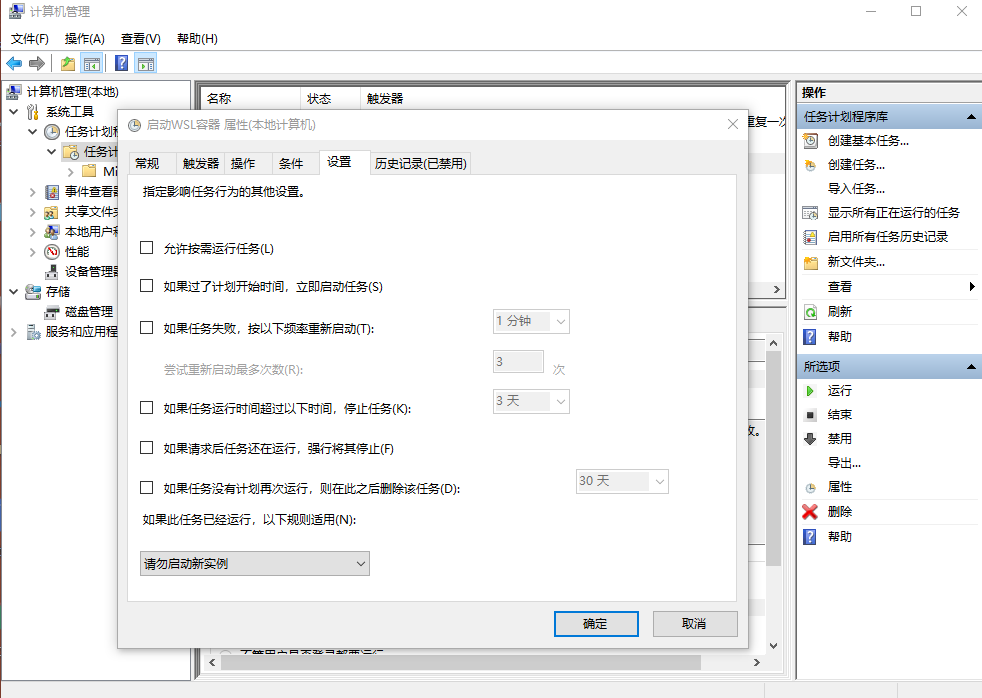 计算机管理
文件(F) 操作(A) 查看(V) 帮助(H)
计算机管理(本地)
系统工具
任务计划程
任务计
Mi
事件查看器
共享文件夹
本地用户和
性能
设备管理器
存储
磁盘管理
服务和应用程
名称 状态 触发器
重复一次
启动WSL容器 属性(本地计算机)
常规 触发器 操作 条件 设置 历史记录(已禁用)
指定影响任务行为的其他设置。
允许按需运行任务(L)
如果过了计划开始时间，立即启动任务(S)
如果任务失败，按以下频率重新启动(T): 1 分钟
尝试重新启动最多次数(R): 3 次
如果任务运行时间超过以下时间，停止任务(K): 3 天
如果请求后任务还在运行，强行将其停止(F)
如果任务没有计划再次运行，则在此之后删除该任务(D): 30 天
如果此任务已经运行，以下规则适用(N):
请勿启动新实例
确定 取消
不管用户是否登录都要运行
操作
任务计划程序库
创建基本任务...
创建任务...
导入任务...
显示所有正在运行的任务
启用所有任务历史记录
新文件夹...
查看
刷新
帮助
所选项
运行
结束
禁用
导出...
属性
删除
帮助